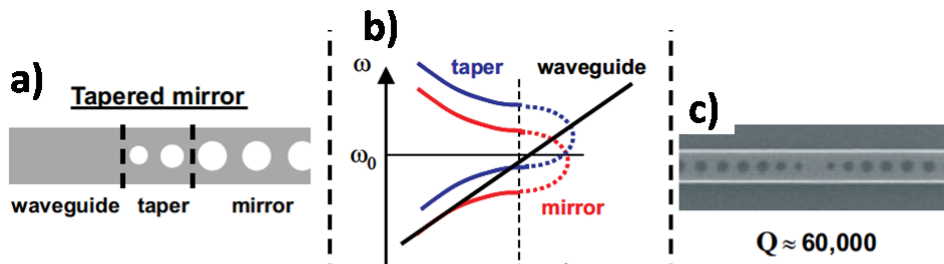 a)
Tapered mirror
waveguide taper mirror
b)
ω
taper
waveguide
ω₀
mirror
c)
Q ≈ 60,000